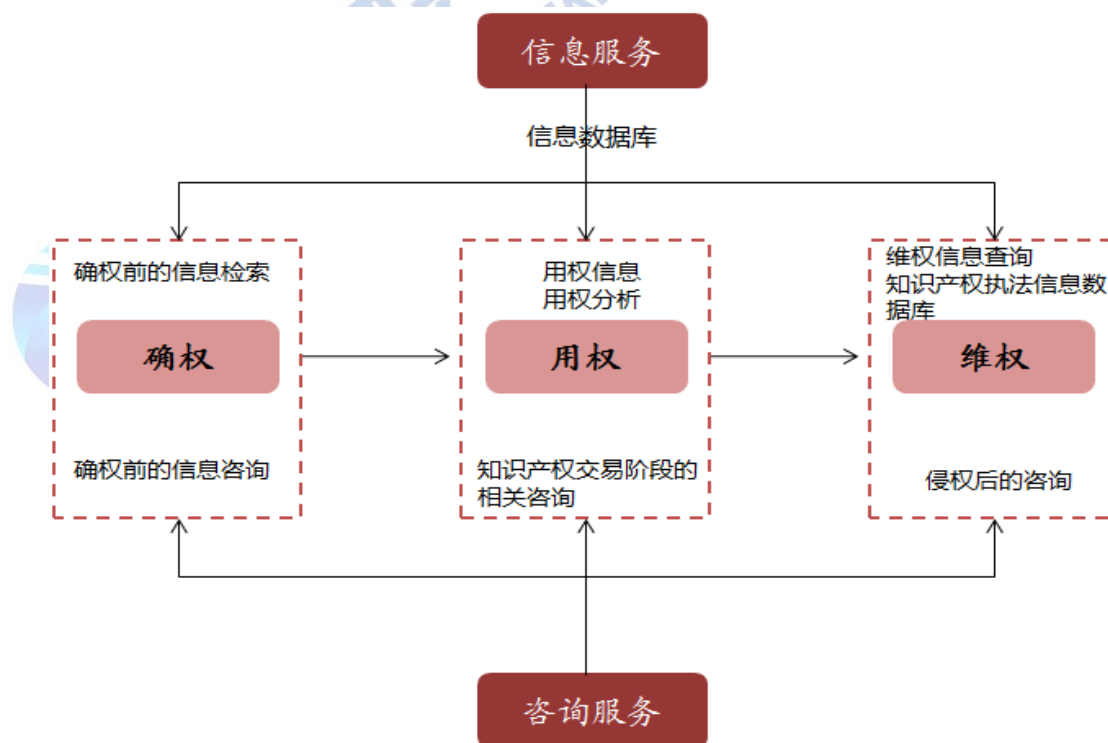 信息服务
信息数据库
确权前的信息检索
用权信息
用权分析
维权信息查询
知识产权执法信息数
据库
确权
用权
维权
确权前的信息咨询
知识产权交易阶段的
相关咨询
侵权后的咨询
咨询服务